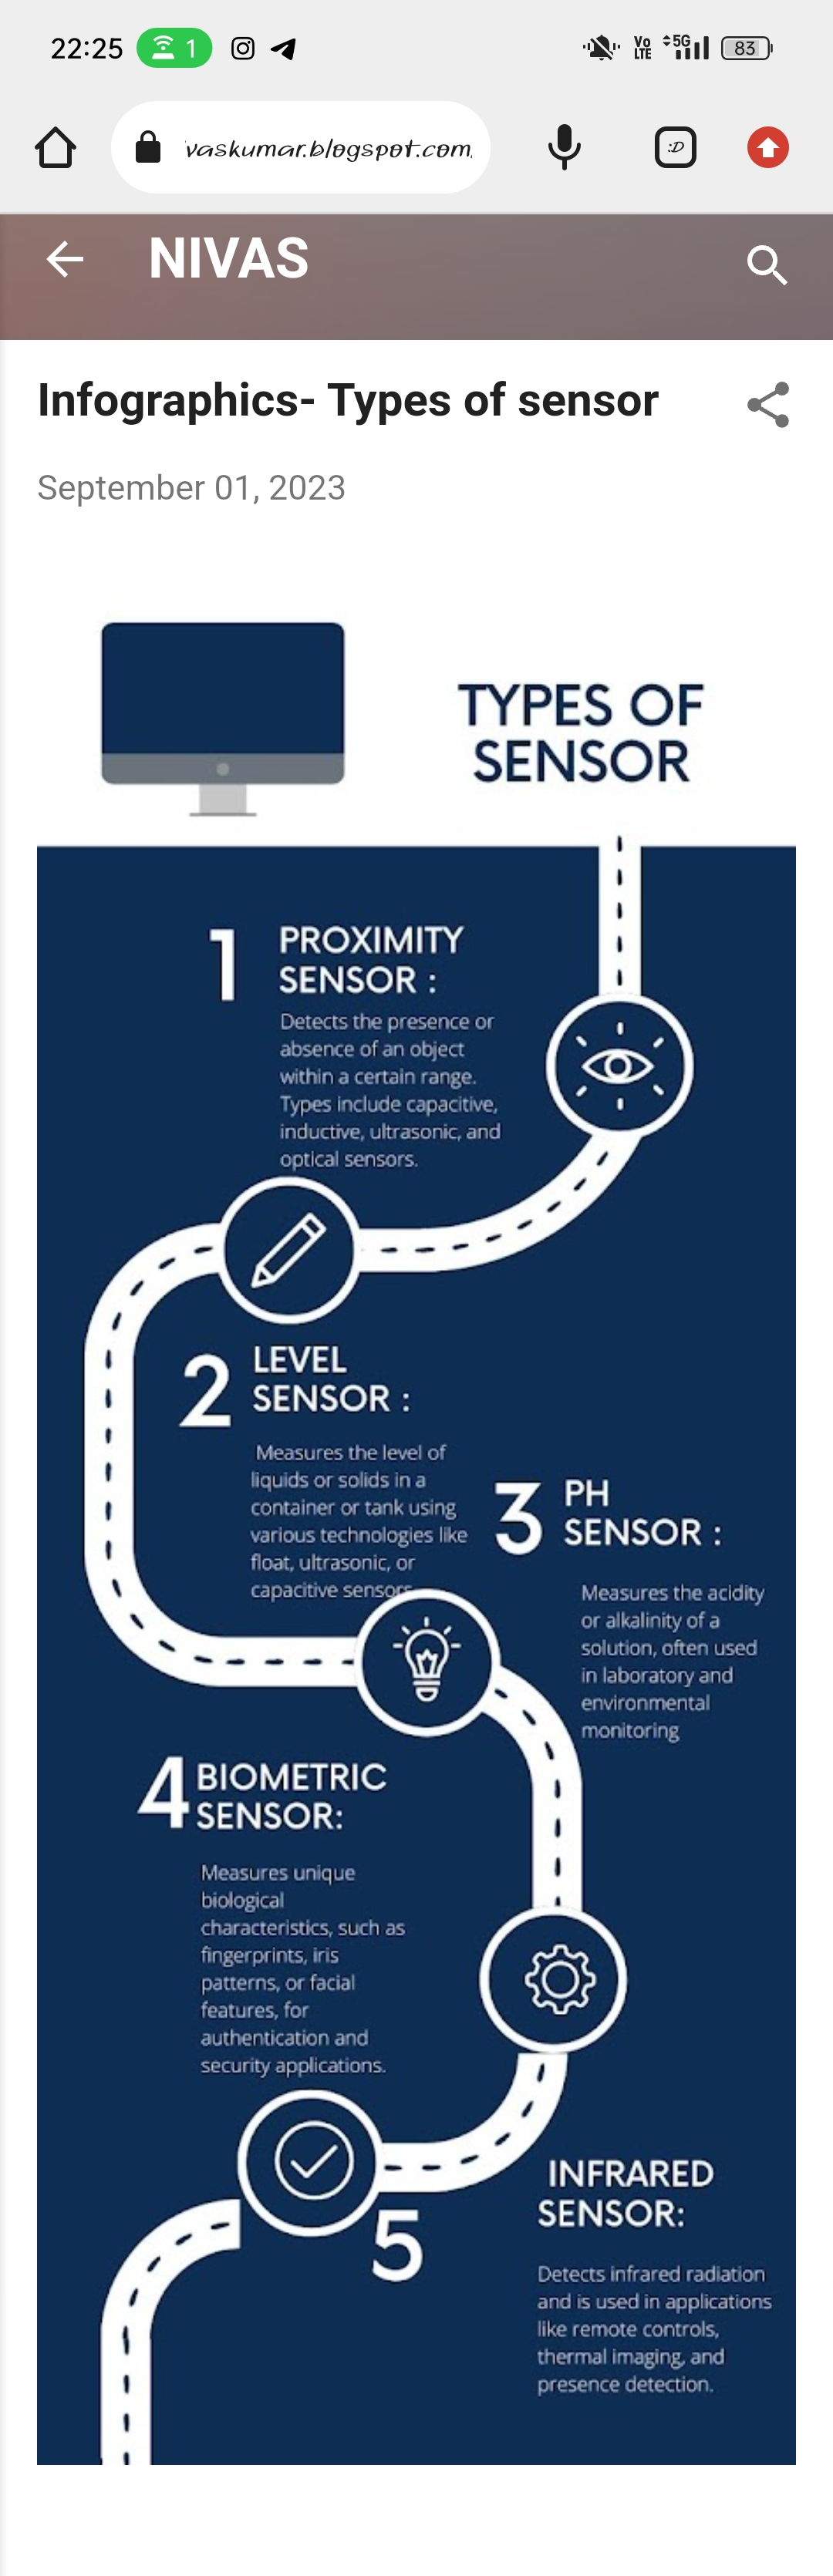 22:25
1
Vo
LTE
5G
83
vaskumar.blogspot.com
:D
NIVAS
Infographics- Types of sensor
September 01, 2023
TYPES OF
SENSOR
1
PROXIMITY
SENSOR :
Detects the presence or
absence of an object
within a certain range.
Types include capacitive,
inductive, ultrasonic, and
optical sensors.
2
LEVEL
SENSOR :
Measures the level of
liquids or solids in a
container or tank using
various technologies like
float, ultrasonic, or
capacitive sensors
3
PH
SENSOR :
Measures the acidity
or alkalinity of a
solution, often used
in laboratory and
environmental
monitoring
4
BIOMETRIC
SENSOR:
Measures unique
biological
characteristics, such as
fingerprints, iris
patterns, or facial
features, for
authentication and
security applications.
5
INFRARED
SENSOR:
Detects infrared radiation
and is used in applications
like remote controls,
thermal imaging, and
presence detection.